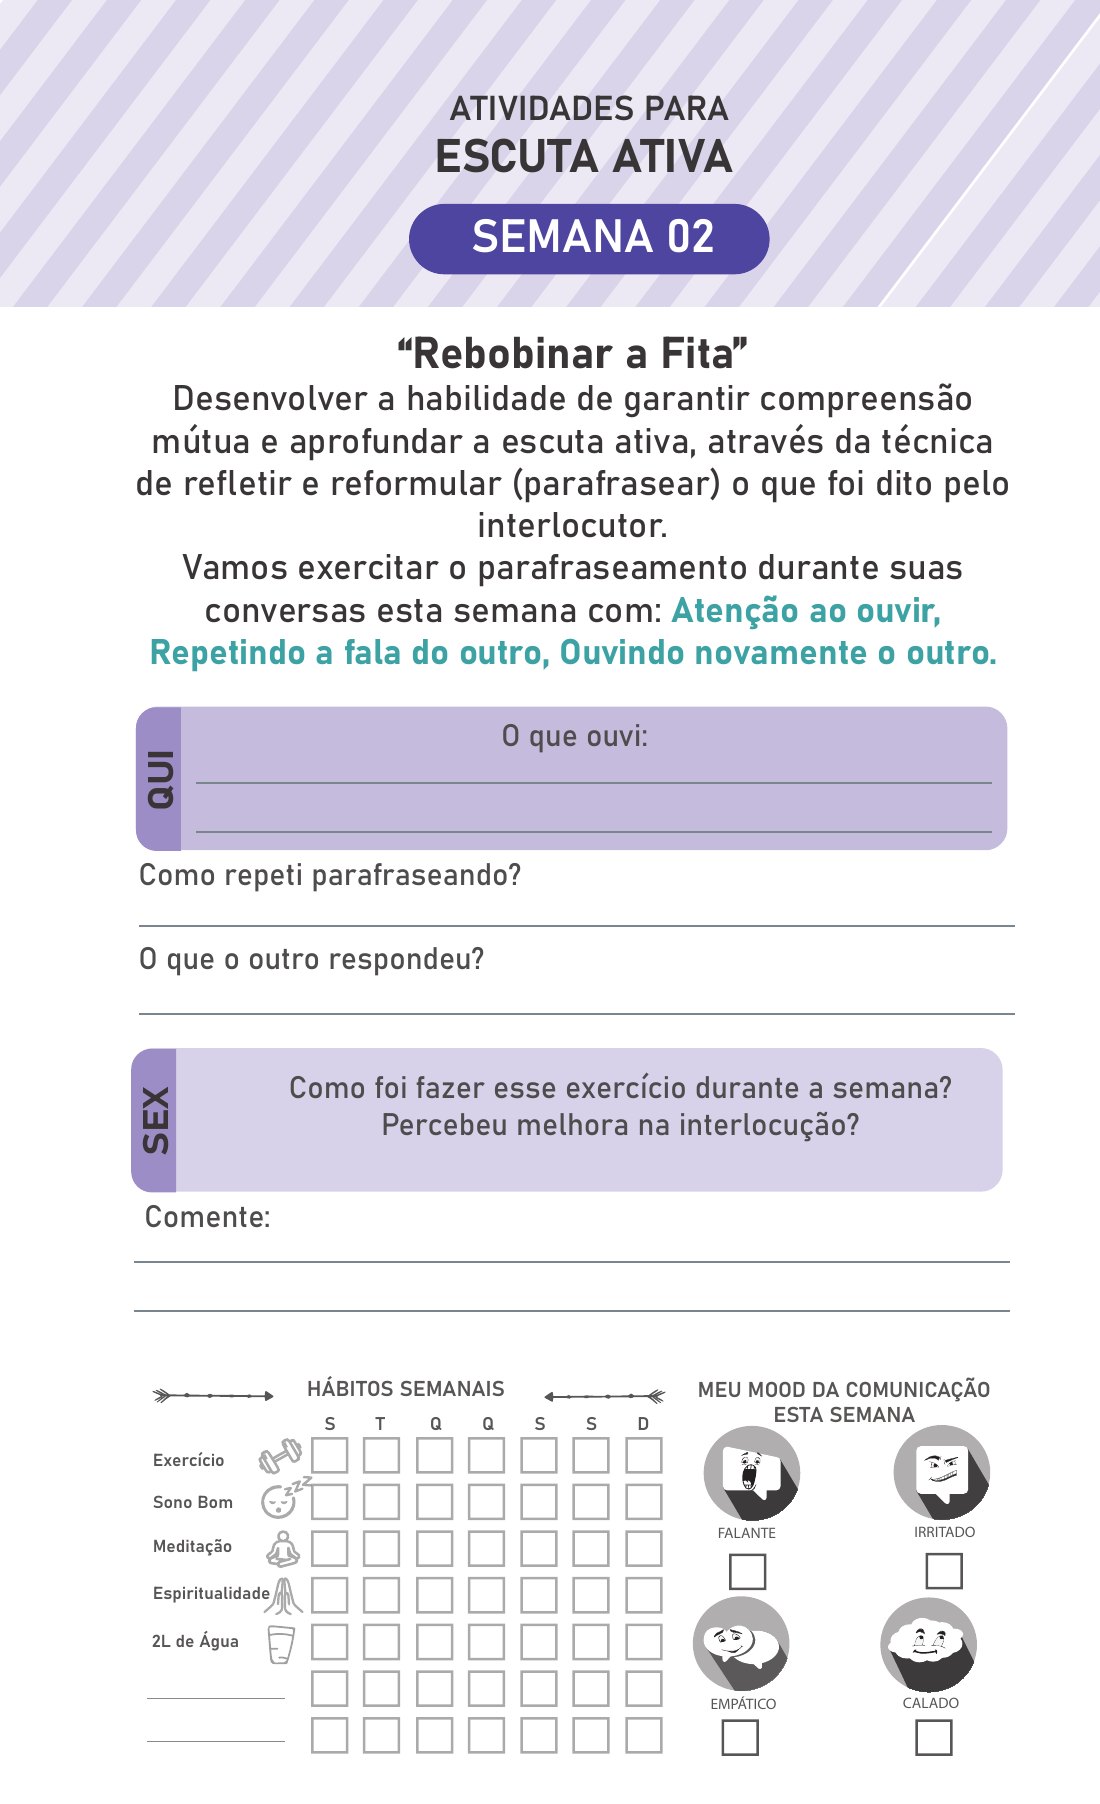 ATIVIDADES PARA
ESCUTA ATIVA
SEMANA 02
“Rebobinar a Fita”
Desenvolver a habilidade de garantir compreensão
mútua e aprofundar a escuta ativa, através da técnica
de refletir e reformular (parafrasear) o que foi dito pelo
interlocutor.
Vamos exercitar o parafraseamento durante suas
conversas esta semana com: Atenção ao ouvir,
Repetindo a fala do outro, Ouvindo novamente o outro.
QUI
O que ouvi:
Como repeti parafraseando?
O que o outro respondeu?
SEX
Como foi fazer esse exercício durante a semana?
Percebeu melhora na interlocução?
Comente:
HÁBITOS SEMANAIS
S T Q Q S S D
Exercício
Sono Bom
zzz
Meditação
Espiritualidade
2L de Água
MEU MOOD DA COMUNICAÇÃO
ESTA SEMANA
FALANTE
IRRITADO
EMPÁTICO
CALADO